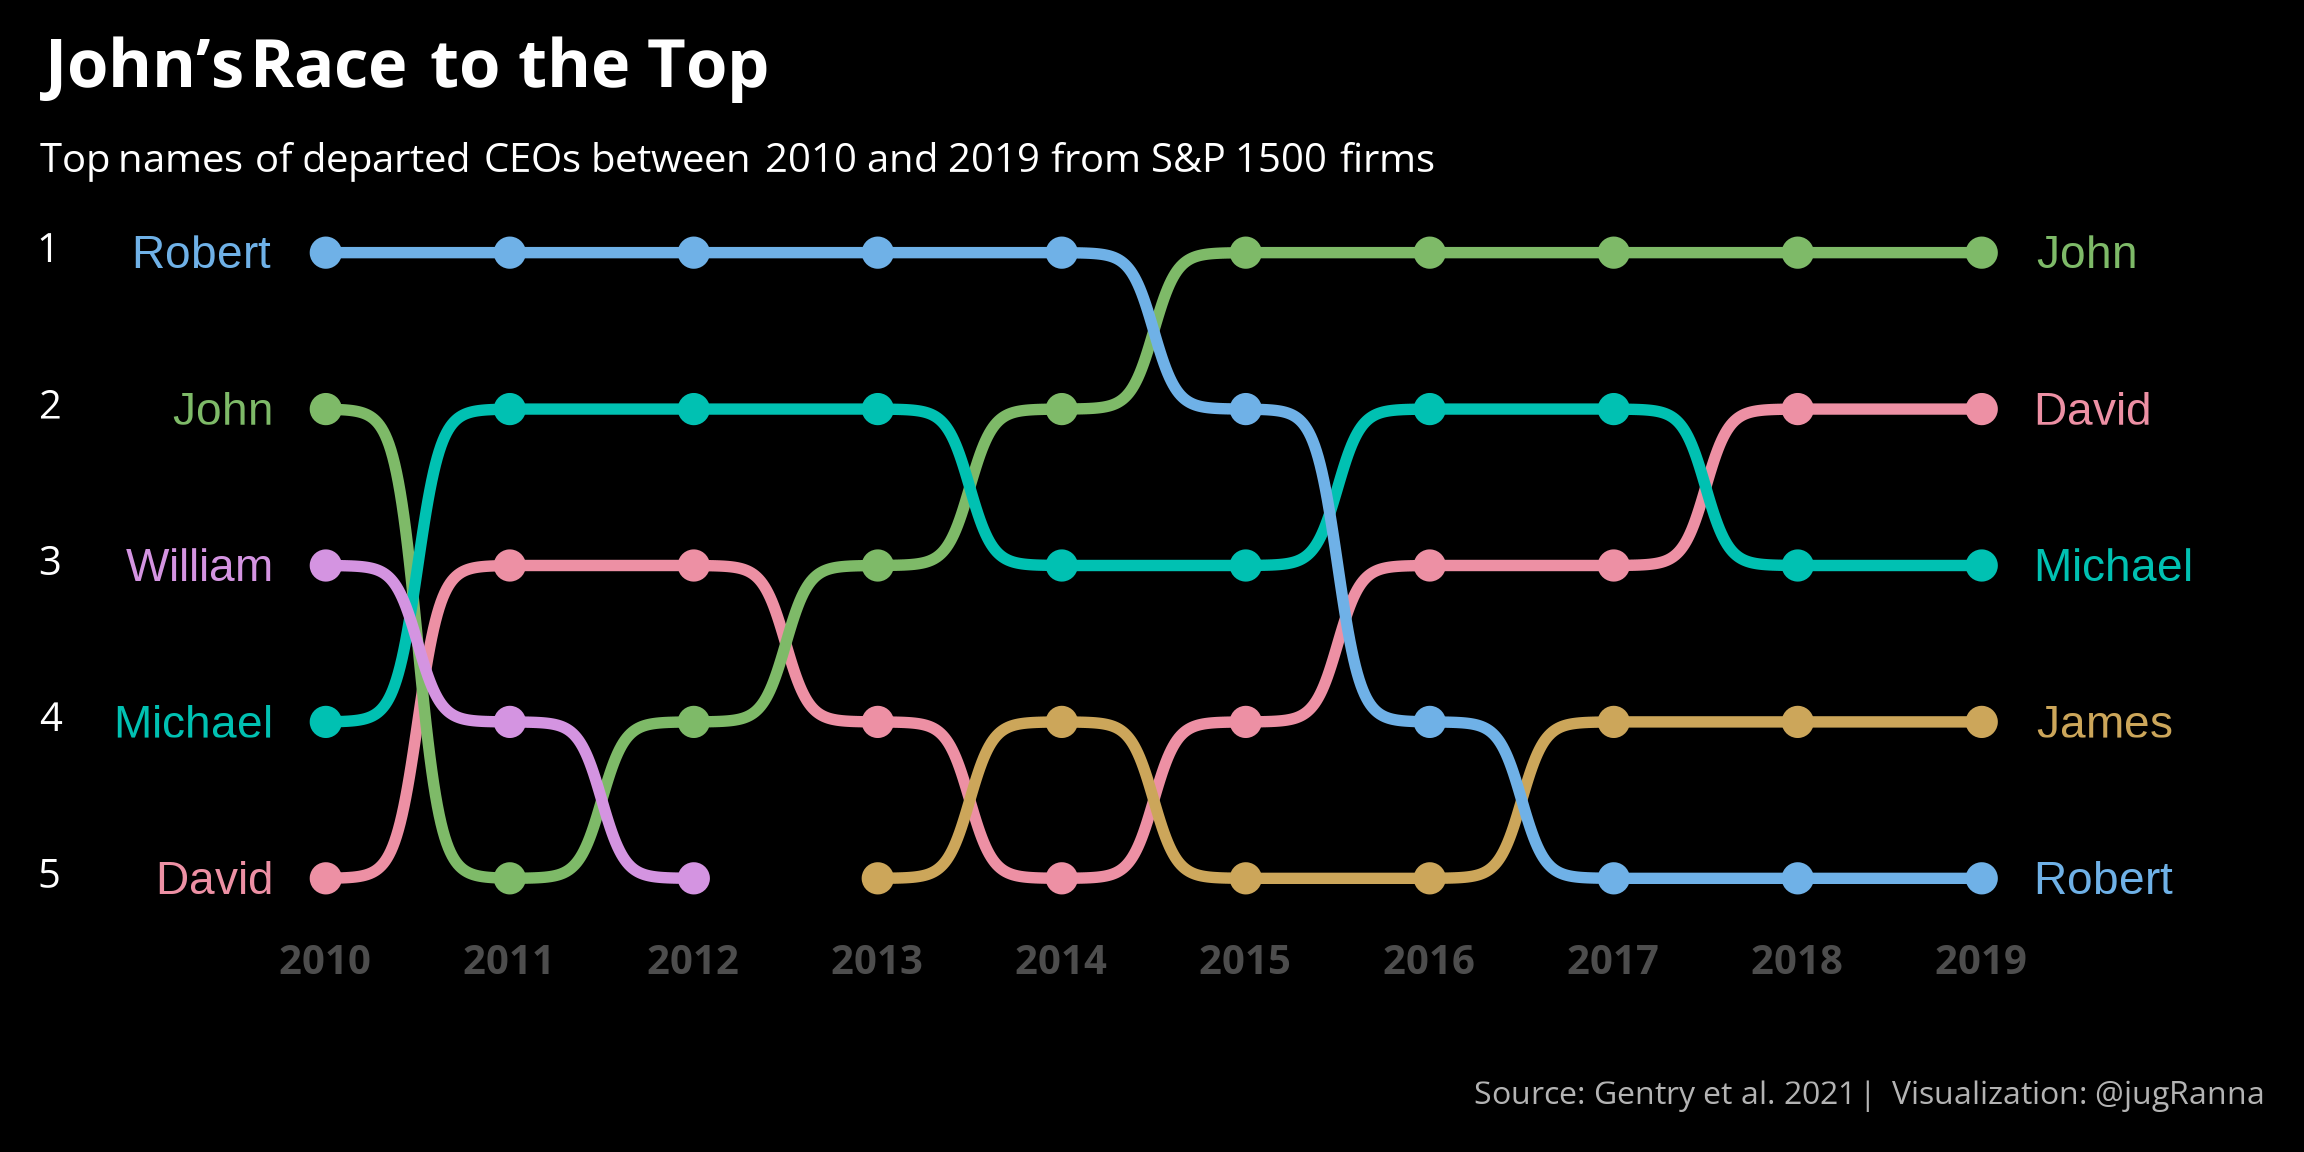 John’s Race to the Top
Top names of departed CEOs between 2010 and 2019 from S&P 1500 firms
1 Robert John
2 John David
3 William Michael
4 Michael James
5 David Robert
2010 2011 2012 2013 2014 2015 2016 2017 2018 2019
Source: Gentry et al. 2021 | Visualization: @jugRanna